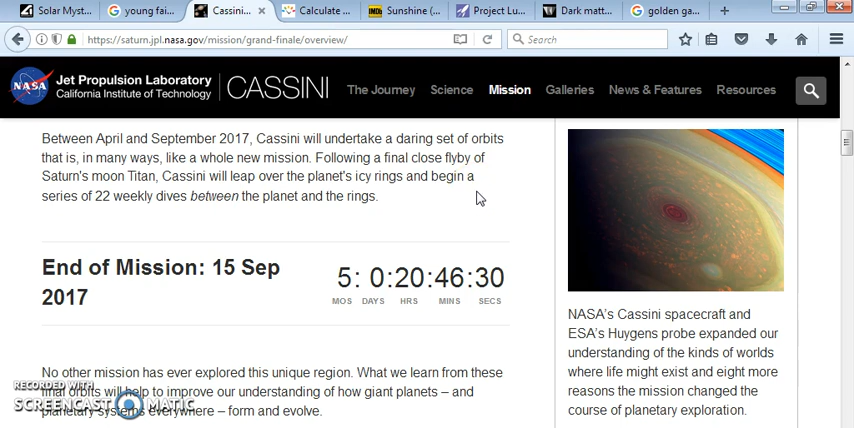 Solar Myst...
young fai...
Cassini...
Calculate ...
Sunshine (...
Project Lu...
Dark matt...
golden ga...
https://saturn.jpl.nasa.gov/mission/grand-finale/overview/
Search
NASA
Jet Propulsion Laboratory
California Institute of Technology
CASSINI
The Journey
Science
Mission
Galleries
News & Features
Resources
Between April and September 2017, Cassini will undertake a daring set of orbits
that is, in many ways, like a whole new mission. Following a final close flyby of
Saturn's moon Titan, Cassini will leap over the planet's icy rings and begin a
series of 22 weekly dives between the planet and the rings.
End of Mission: 15 Sep
2017
5: 0:20:46:30
MOS DAYS HRS MINS SECS
No other mission has ever explored this unique region. What we learn from these
final orbits will help to improve our understanding of how giant planets – and
planetary systems everywhere – form and evolve.
NASA's Cassini spacecraft and
ESA's Huygens probe expanded our
understanding of the kinds of worlds
where life might exist and eight more
reasons the mission changed the
course of planetary exploration.
RECORDED WITH
SCREENCAST MATIC